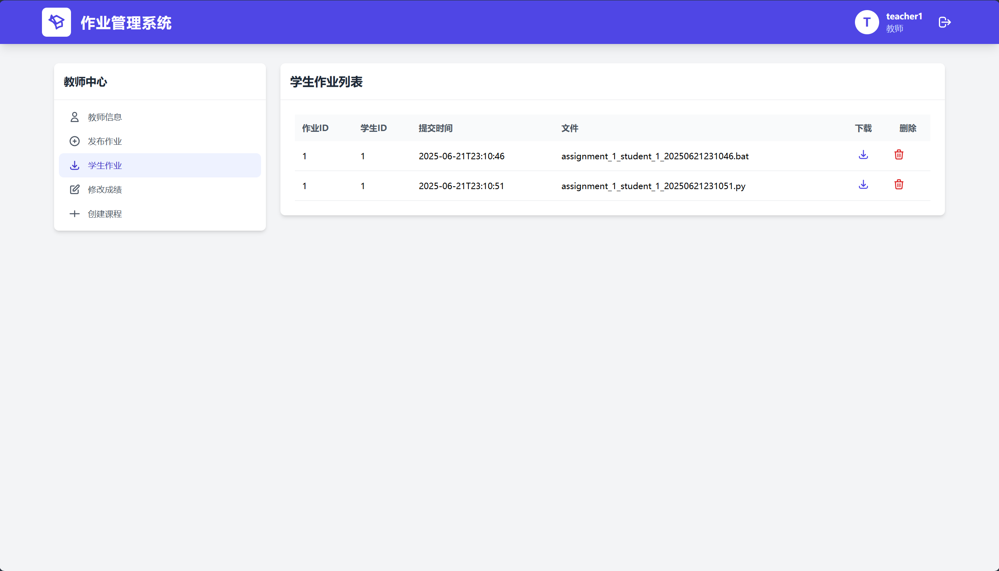 作业管理系统
T
teacher1
教师
教师中心
教师信息
发布作业
学生作业
修改成绩
创建课程
学生作业列表
作业ID 学生ID 提交时间 文件 下载 删除
1 1 2025-06-21T23:10:46 assignment_1_student_1_20250621231046.bat
1 1 2025-06-21T23:10:51 assignment_1_student_1_20250621231051.py